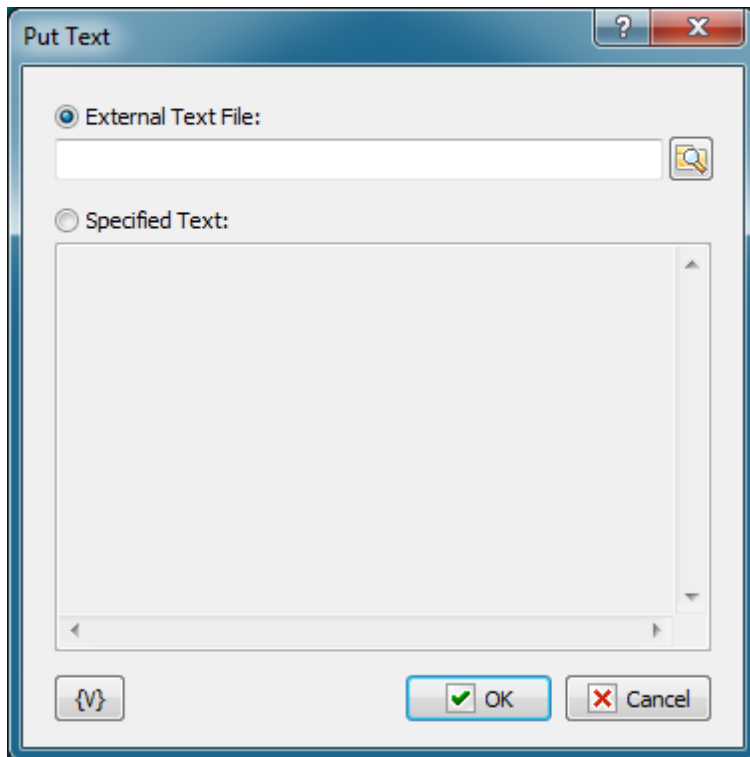 Put Text
?
External Text File:
Specified Text:
{V}
OK
Cancel